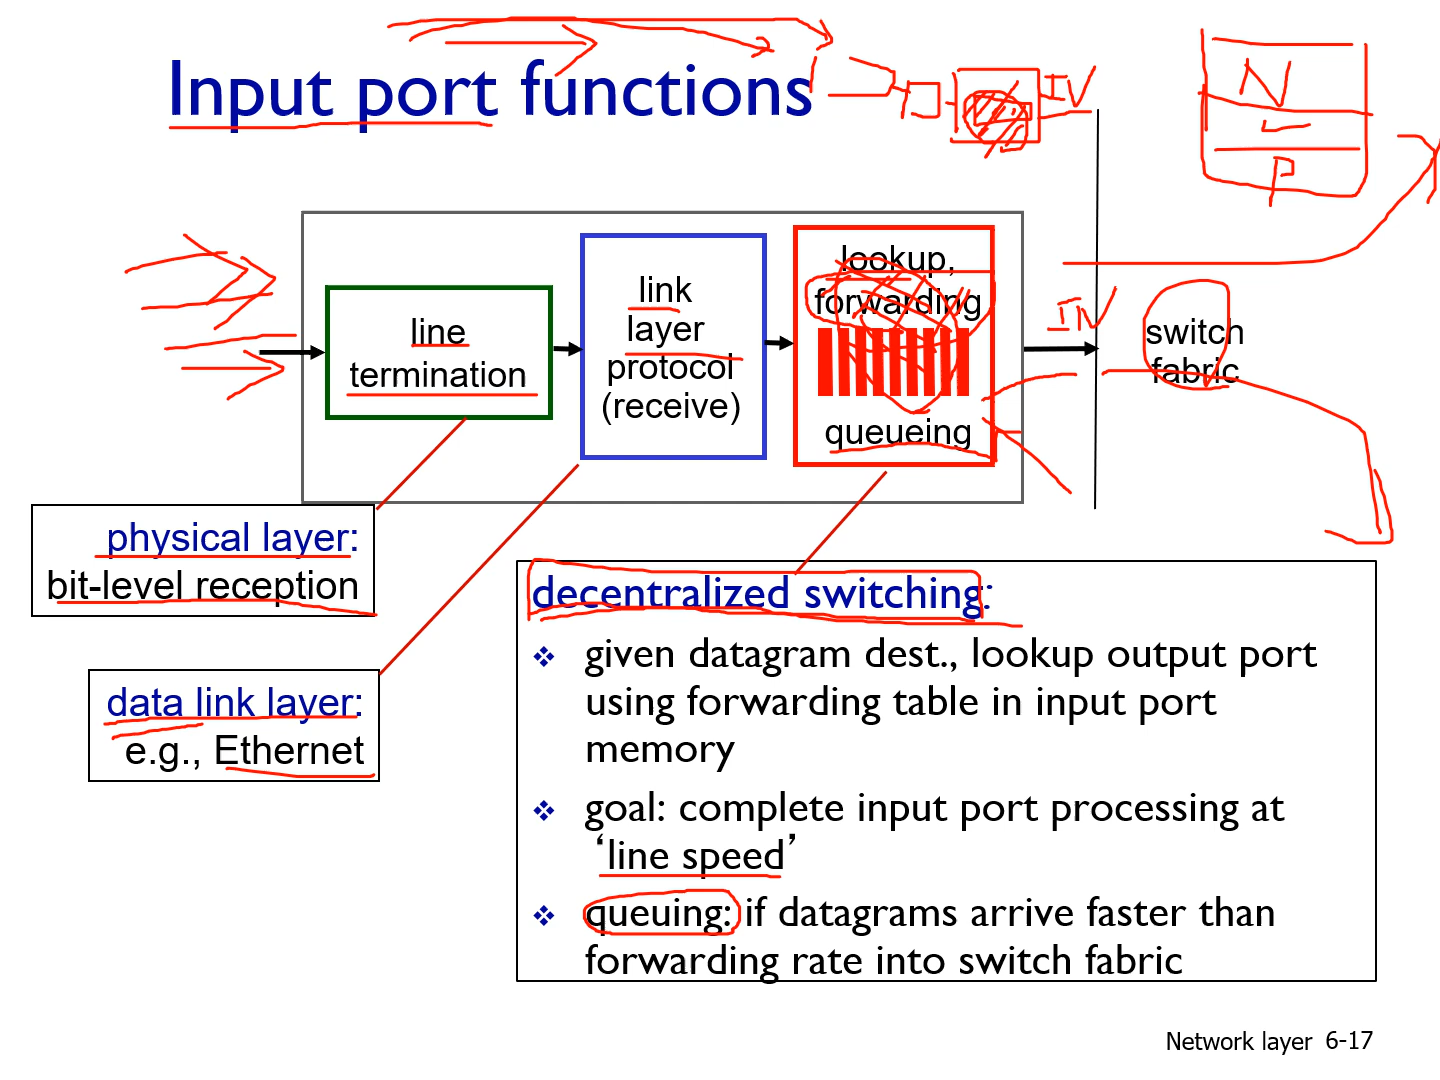 Input port functions
IV
N
L
P
line
termination
link
layer
protocol
(receive)
lookup,
forwarding
queueing
IV
switch
fabric
physical layer:
bit-level reception
data link layer:
e.g., Ethernet
decentralized switching:
❖ given datagram dest., lookup output port
using forwarding table in input port
memory
❖ goal: complete input port processing at
‘line speed’
❖ queuing: if datagrams arrive faster than
forwarding rate into switch fabric
Network layer 6-17